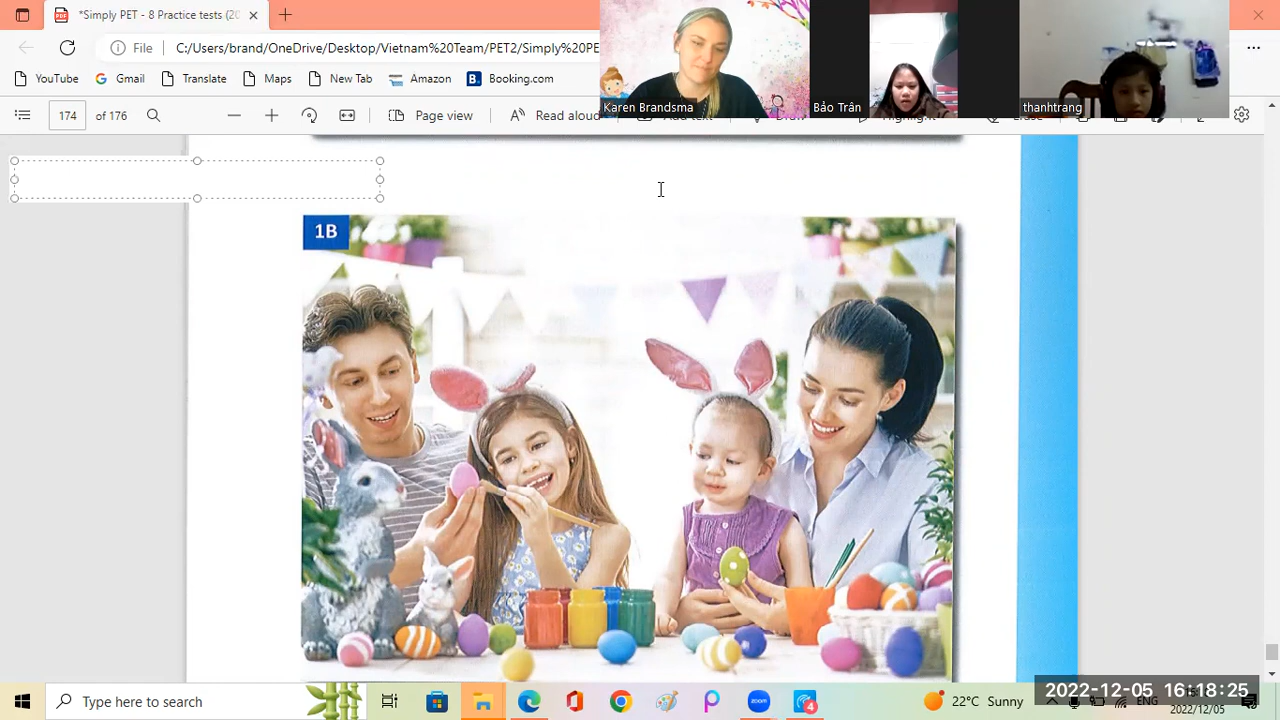 *Simply PET - 8 Practice tests (20
File
C:/Users/brand/OneDrive/Desktop/Vietnam%20Team/PET2/Simply%20PE
YouTube
Gmail
Translate
Maps
New Tab
Amazon
B Booking.com
Karen Brandsma
Bảo Trân
thanhtrang
174
Page view
Read aloud
1B
Type here to search
zoom
4
22°C Sunny
ENG
2022-12-05 16:18:25
2022/12/05